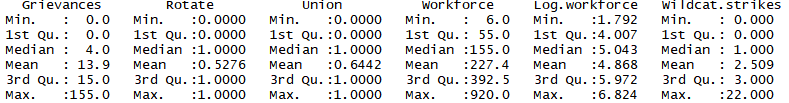 Grievances Rotate Union Workforce Log.workforce Wildcat.strikes
Min. : 0.0 Min. :0.0000 Min. :0.0000 Min. : 6.0 Min. :1.792 Min. : 0.000
1st Qu.: 0.0 1st Qu.:0.0000 1st Qu.:0.0000 1st Qu.: 55.0 1st Qu.:4.007 1st Qu.: 0.000
Median : 4.0 Median :1.0000 Median :1.0000 Median :155.0 Median :5.043 Median : 1.000
Mean : 13.9 Mean :0.5276 Mean :0.6442 Mean :227.4 Mean :4.868 Mean : 2.509
3rd Qu.: 15.0 3rd Qu.:1.0000 3rd Qu.:1.0000 3rd Qu.:392.5 3rd Qu.:5.972 3rd Qu.: 3.000
Max. :155.0 Max. :1.0000 Max. :1.0000 Max. :920.0 Max. :6.824 Max. :22.000